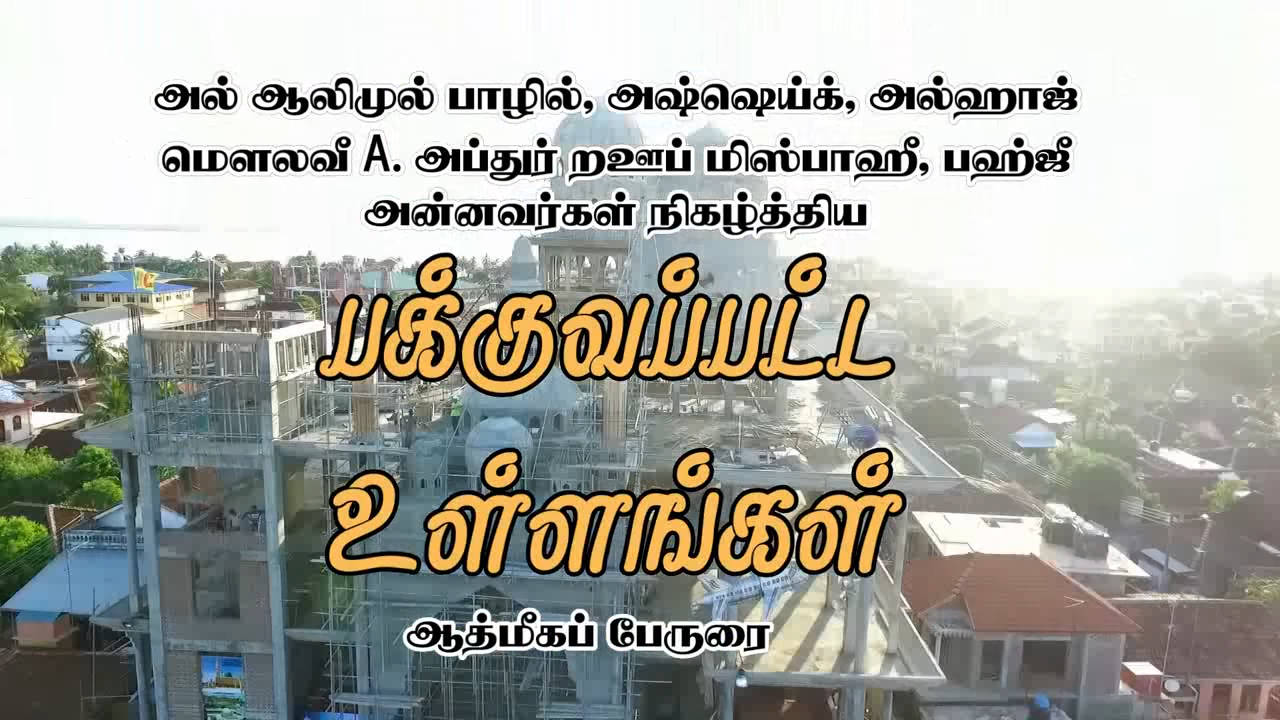 அல் ஆலிமுல் பாழில், அஷ்ஷெய்க், அல்ஹாஜ்
மௌலவீ A. அப்துர் றஊப் மிஸ்பாஹீ, பஹ்ஜீ
அன்னவர்கள் நிகழ்த்திய
பக்குவப்பட்ட
உள்ளங்கள்
ஆத்மீகப் பேருரை